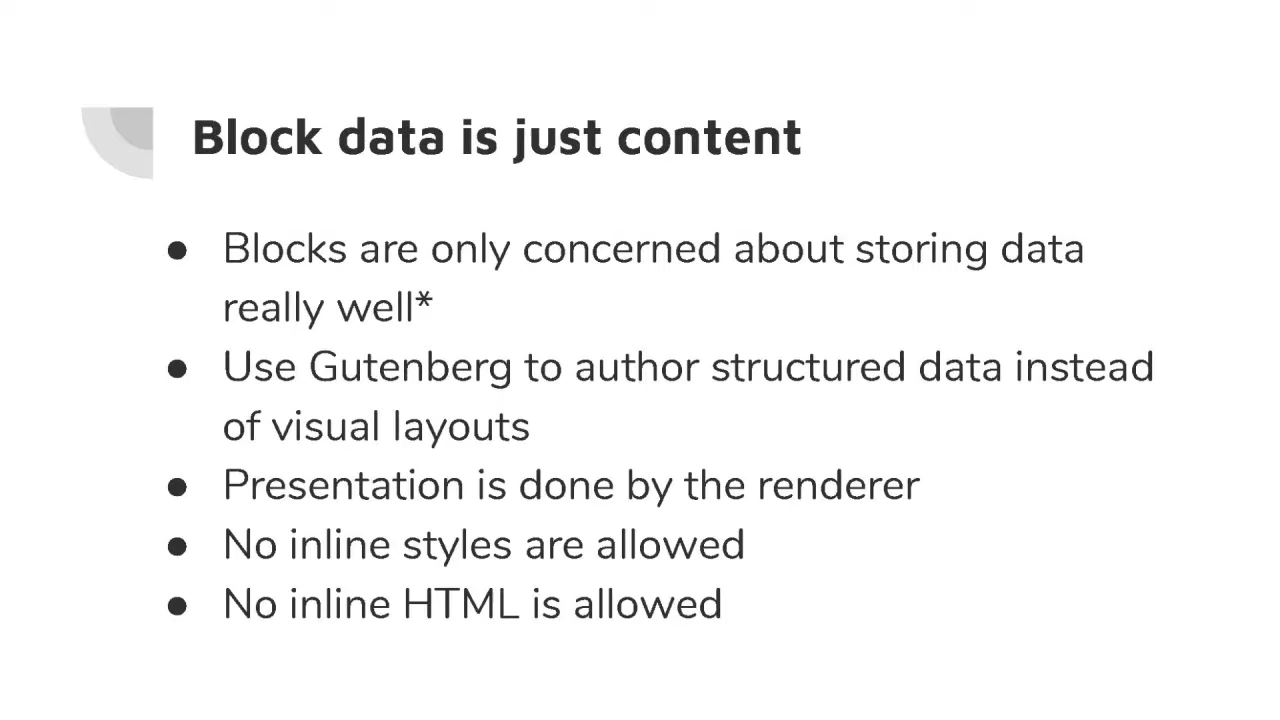 Block data is just content
● Blocks are only concerned about storing data
really well*
● Use Gutenberg to author structured data instead
of visual layouts
● Presentation is done by the renderer
● No inline styles are allowed
● No inline HTML is allowed